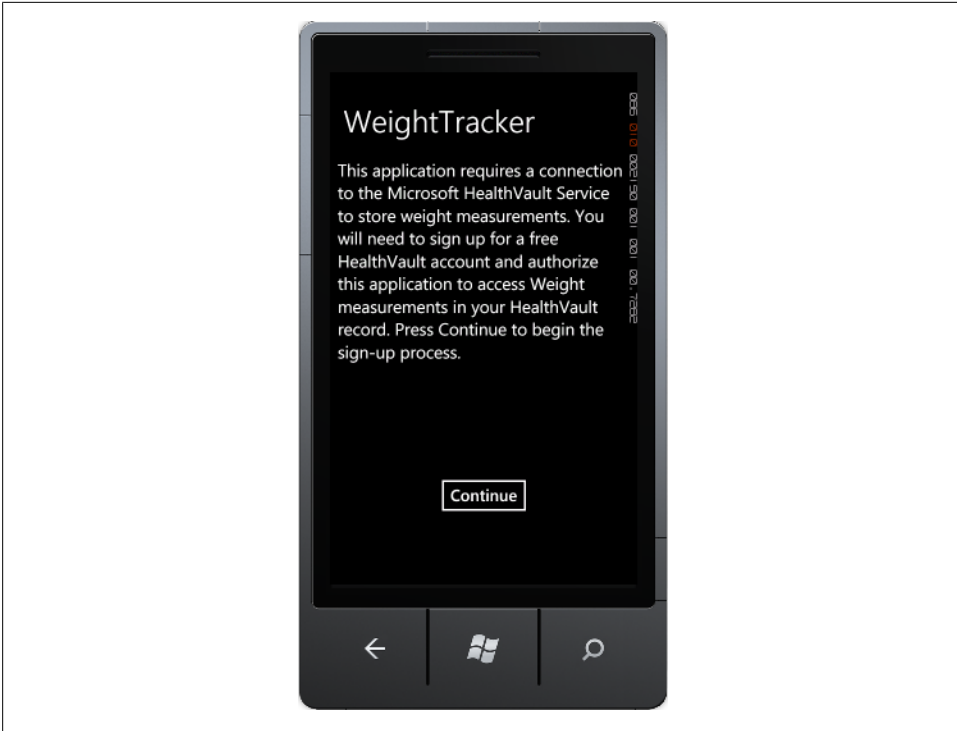 WeightTracker
This application requires a connection
to the Microsoft HealthVault Service
to store weight measurements. You
will need to sign up for a free
HealthVault account and authorize
this application to access Weight
measurements in your HealthVault
record. Press Continue to begin the
sign-up process.
Continue